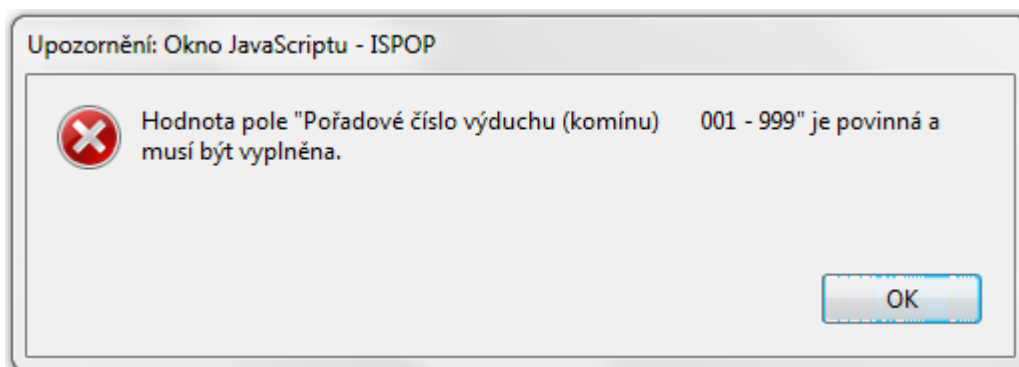 Upozornění: Okno JavaScriptu - ISPOP
Hodnota pole "Pořadové číslo výduchu (komínu) 001 - 999" je povinná a
musí být vyplněna.
OK